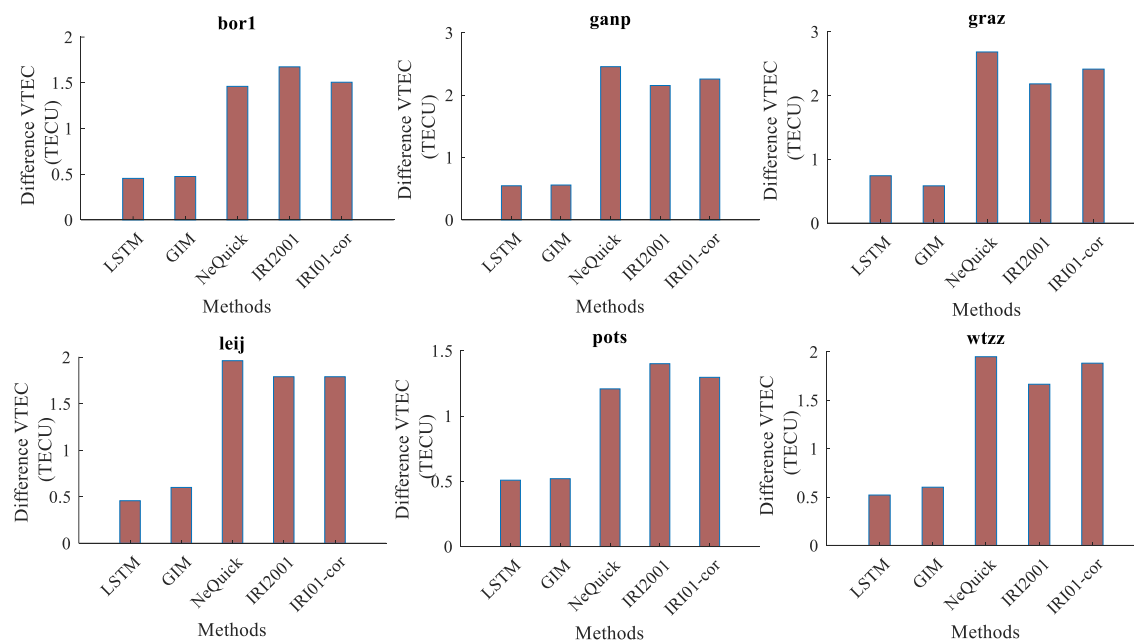 bor1
Difference VTEC
(TECU)
2
1.5
1
0.5
0
LSTM
GIM
NeQuick
IRI2001
IRI01-cor
Methods
ganp
Difference VTEC
(TECU)
3
2
1
0
LSTM
GIM
NeQuick
IRI2001
IRI01-cor
Methods
graz
Difference VTEC
(TECU)
3
2
1
0
LSTM
GIM
NeQuick
IRI2001
IRI01-cor
Methods
leij
Difference VTEC
(TECU)
2
1.5
1
0.5
0
LSTM
GIM
NeQuick
IRI2001
IRI01-cor
Methods
pots
Difference VTEC
(TECU)
1.5
1
0.5
0
LSTM
GIM
NeQuick
IRI2001
IRI01-cor
Methods
wtzz
Difference VTEC
(TECU)
2
1.5
1
0.5
0
LSTM
GIM
NeQuick
IRI2001
IRI01-cor
Methods